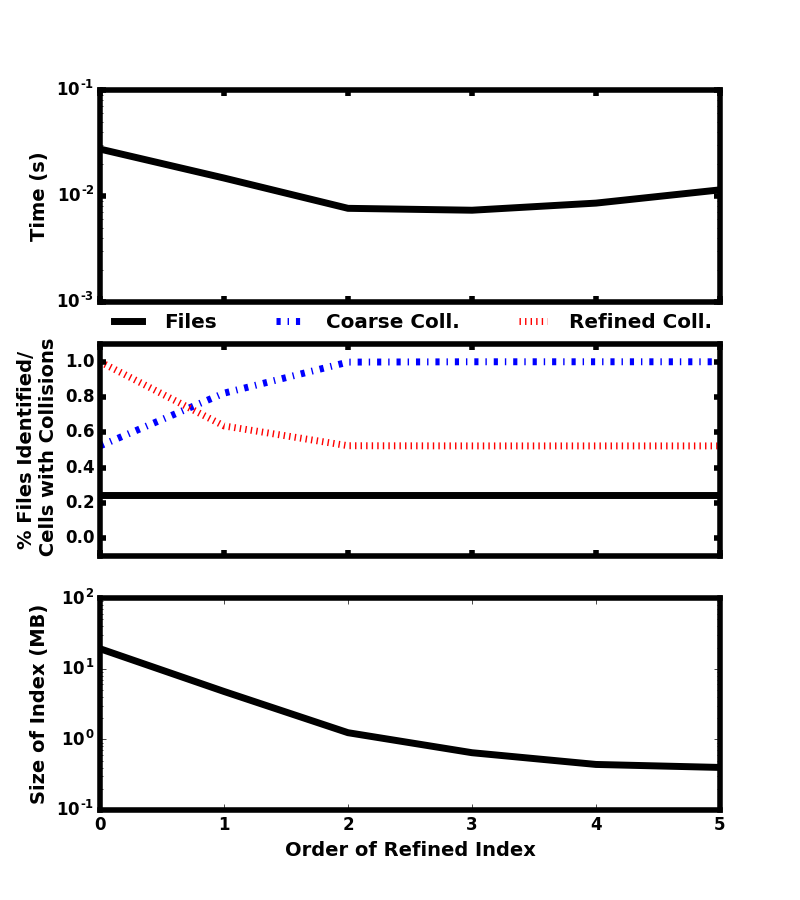 10^-1
10^-2
10^-3
Time (s)
Files Coarse Coll. Refined Coll.
1.0
0.8
0.6
0.4
0.2
0.0
% Files Identified/
Cells with Collisions
10^2
10^1
10^0
10^-1
Size of Index (MB)
0 1 2 3 4 5
Order of Refined Index